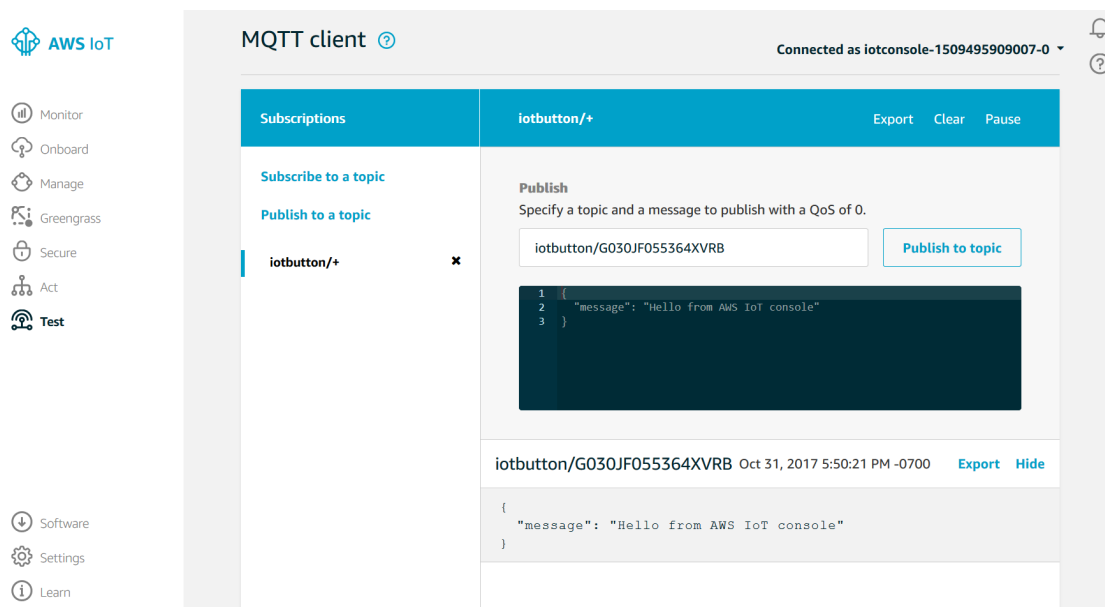 AWS IoT
Monitor
Onboard
Manage
Greengrass
Secure
Act
Test
Software
Settings
Learn
MQTT client ?
Connected as iotconsole-1509495909007-0
Subscriptions
Subscribe to a topic
Publish to a topic
iotbutton/+ ✖
iotbutton/+ Export Clear Pause
Publish
Specify a topic and a message to publish with a QoS of 0.
iotbutton/G030JF055364XVRB Publish to topic
1 {
2 "message": "Hello from AWS IoT console"
3 }
iotbutton/G030JF055364XVRB Oct 31, 2017 5:50:21 PM -0700 Export Hide
{
"message": "Hello from AWS IoT console"
}
?